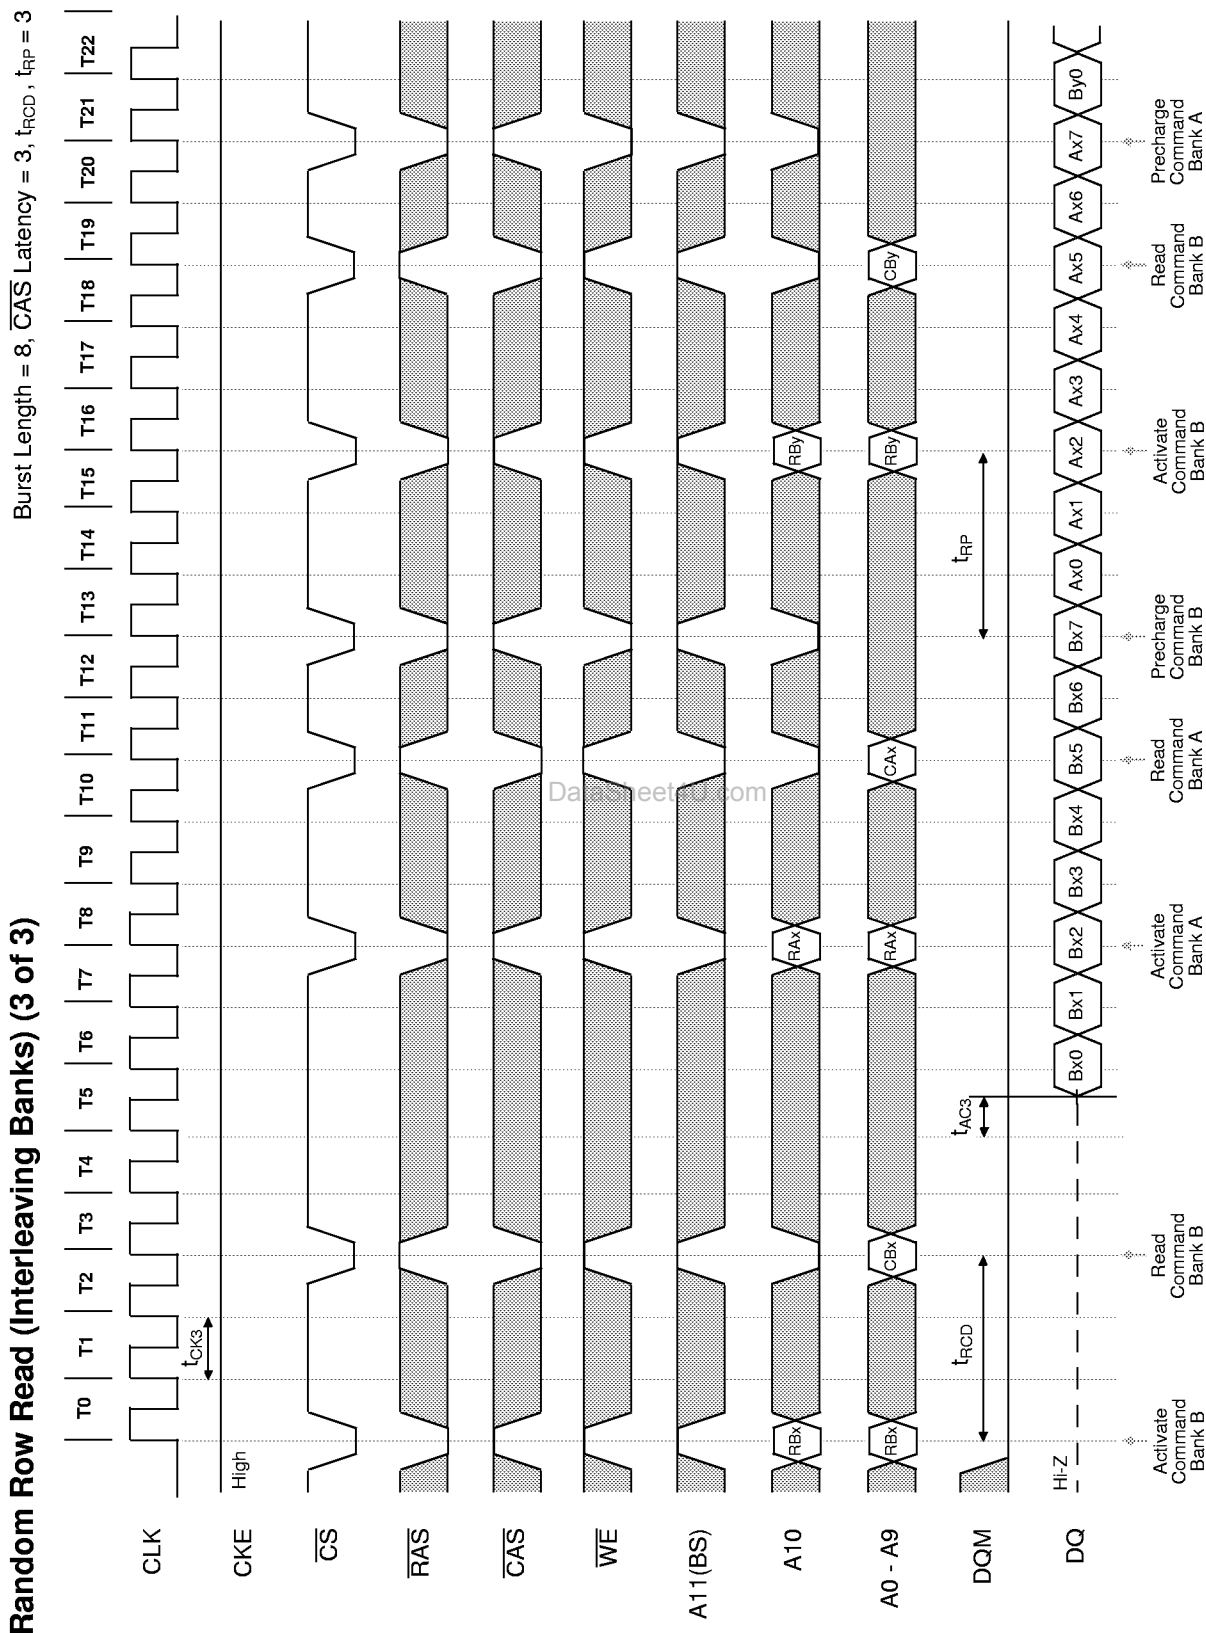 Random Row Read (Interleaving Banks) (3 of 3)
Burst Length = 8, CAS Latency = 3, tRCD, tRP = 3
T0 T1 T2 T3 T4 T5 T6 T7 T8 T9 T10 T11 T12 T13 T14 T15 T16 T17 T18 T19 T20 T21 T22
CLK
tCK3
CKE
High
CS
RAS
CAS
WE
A11(BS)
A10
RBx RAx RBy
A0 - A9
RBx CBx RAx CAx RBy CBy
DQM
tRCD tAC3 tRP
DQ
Hi-Z
Bx0 Bx1 Bx2 Bx3 Bx4 Bx5 Bx6 Bx7 Ax0 Ax1 Ax2 Ax3 Ax4 Ax5 Ax6 Ax7 By0
Activate
Command
Bank B
Read
Command
Bank B
Activate
Command
Bank A
Read
Command
Bank A
Precharge
Command
Bank B
Activate
Command
Bank B
Read
Command
Bank B
Precharge
Command
Bank A
DataSheet4U.com